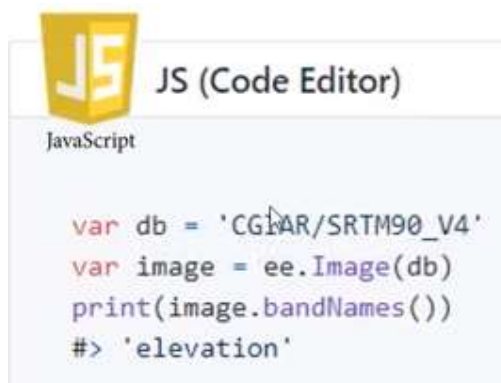 JS
JS (Code Editor)
JavaScript
var db = 'CGIAR/SRTM90_V4'
var image = ee.Image(db)
print(image.bandNames())
#> 'elevation'